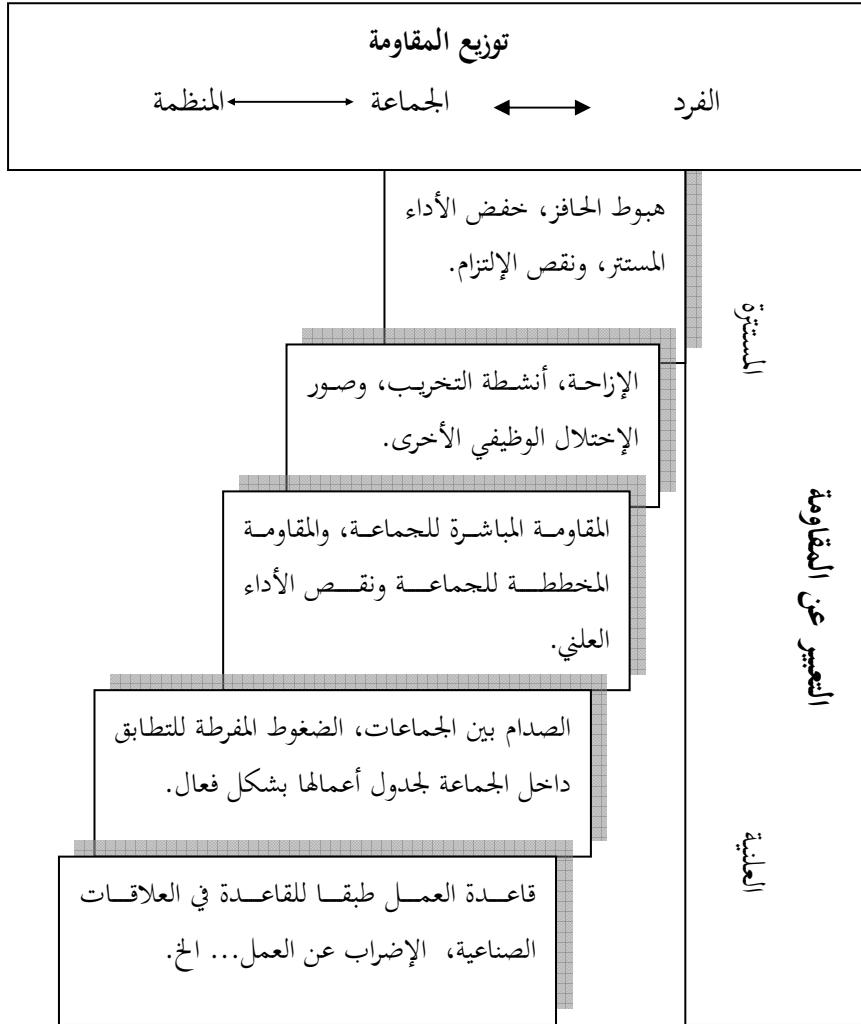 توزيع المقاومة
الفرد الجماعة المنظمة
هبوط الحافز، خفض الأداء
المستتر، ونقص الإلتزام.
المستترة
الإزاحة، أنشطة التخريب، وصور
الإختلال الوظيفي الأخرى.
المقاومة المباشرة للجماعة، والمقاومة
المخططة للجماعة ونقص الأداء
العلني.
التعبير عن المقاومة
الصدام بين الجماعات، الضغوط المفرطة للتطابق
داخل الجماعة لجدول أعمالها بشكل فعال.
العلنية
قاعدة العمل طبقا للقاعدة في العلاقات
الصناعية، الإضراب عن العمل... الخ.